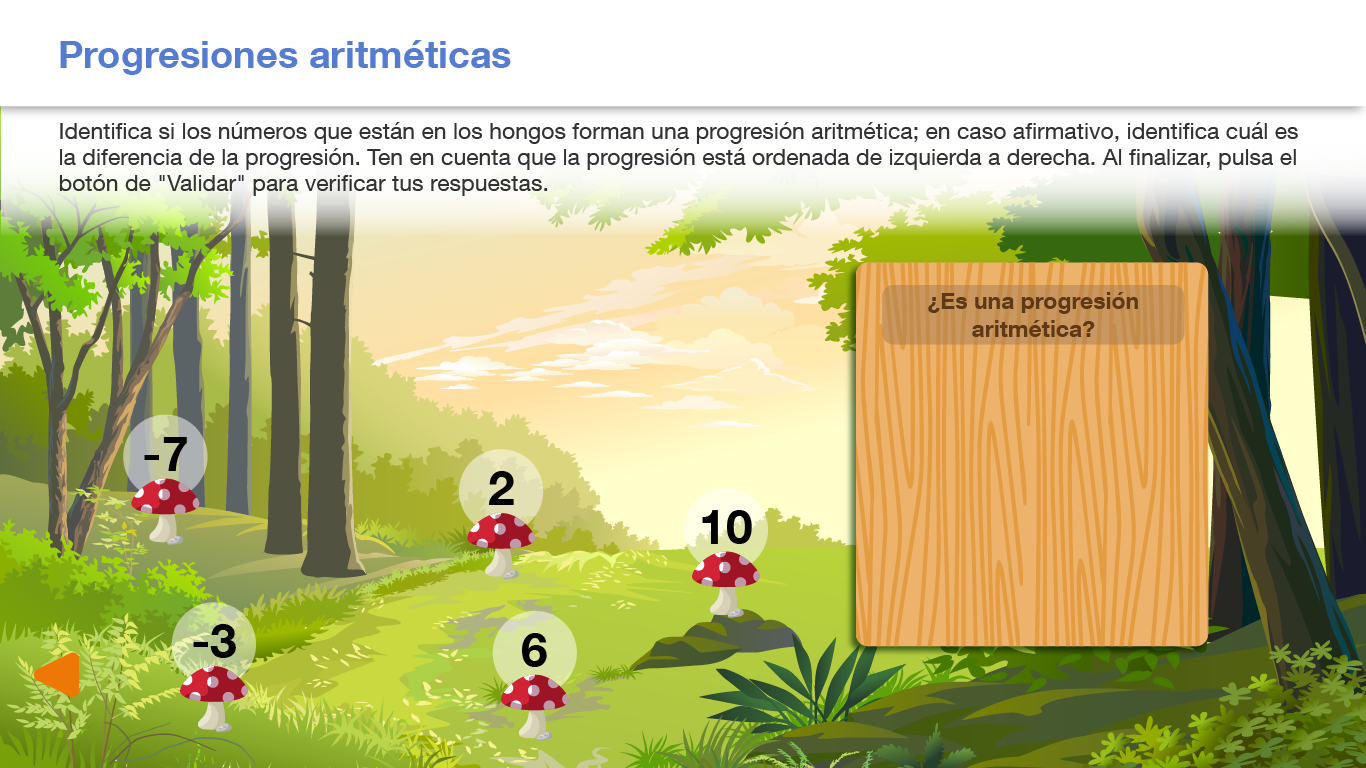 Progresiones aritméticas
Identifica si los números que están en los hongos forman una progresión aritmética; en caso afirmativo, identifica cuál es
la diferencia de la progresión. Ten en cuenta que la progresión está ordenada de izquierda a derecha. Al finalizar, pulsa el
botón de "Validar" para verificar tus respuestas.
¿Es una progresión
aritmética?
-7
-3
2
6
10